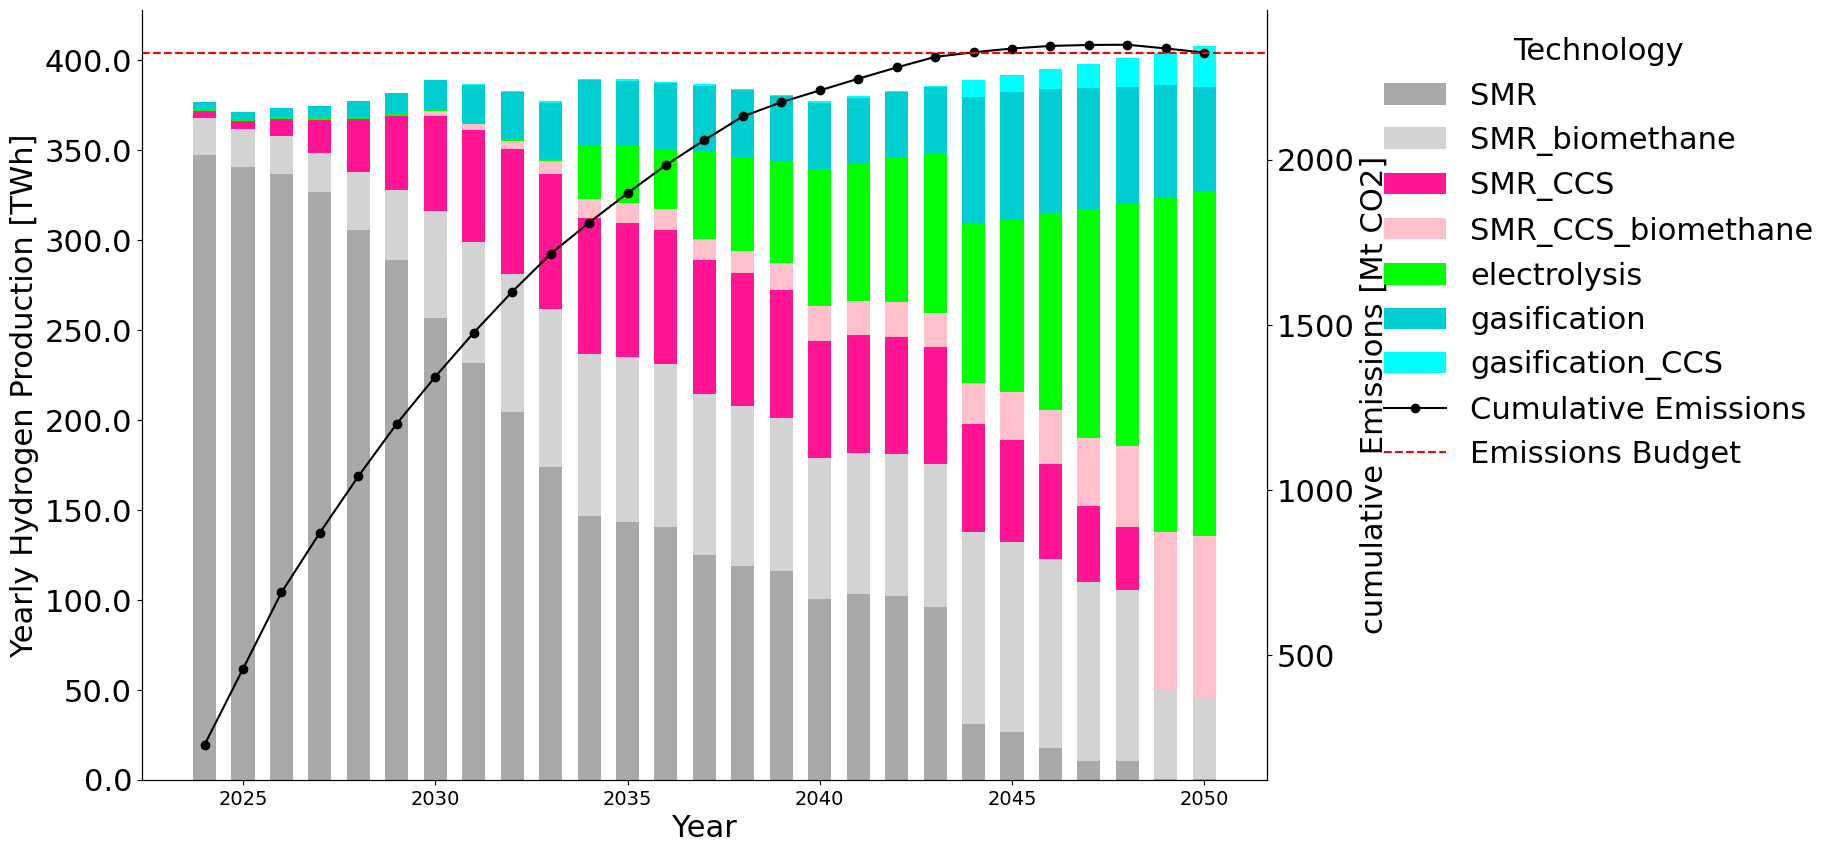 Yearly Hydrogen Production [TWh]
400.0
350.0
300.0
250.0
200.0
150.0
100.0
50.0
0.0
2025
2030
2035
2040
2045
2050
Year
2000
1500
1000
500
cumulative Emissions [Mt CO2]
Technology
SMR
SMR_biomethane
SMR_CCS
SMR_CCS_biomethane
electrolysis
gasification
gasification_CCS
Cumulative Emissions
Emissions Budget